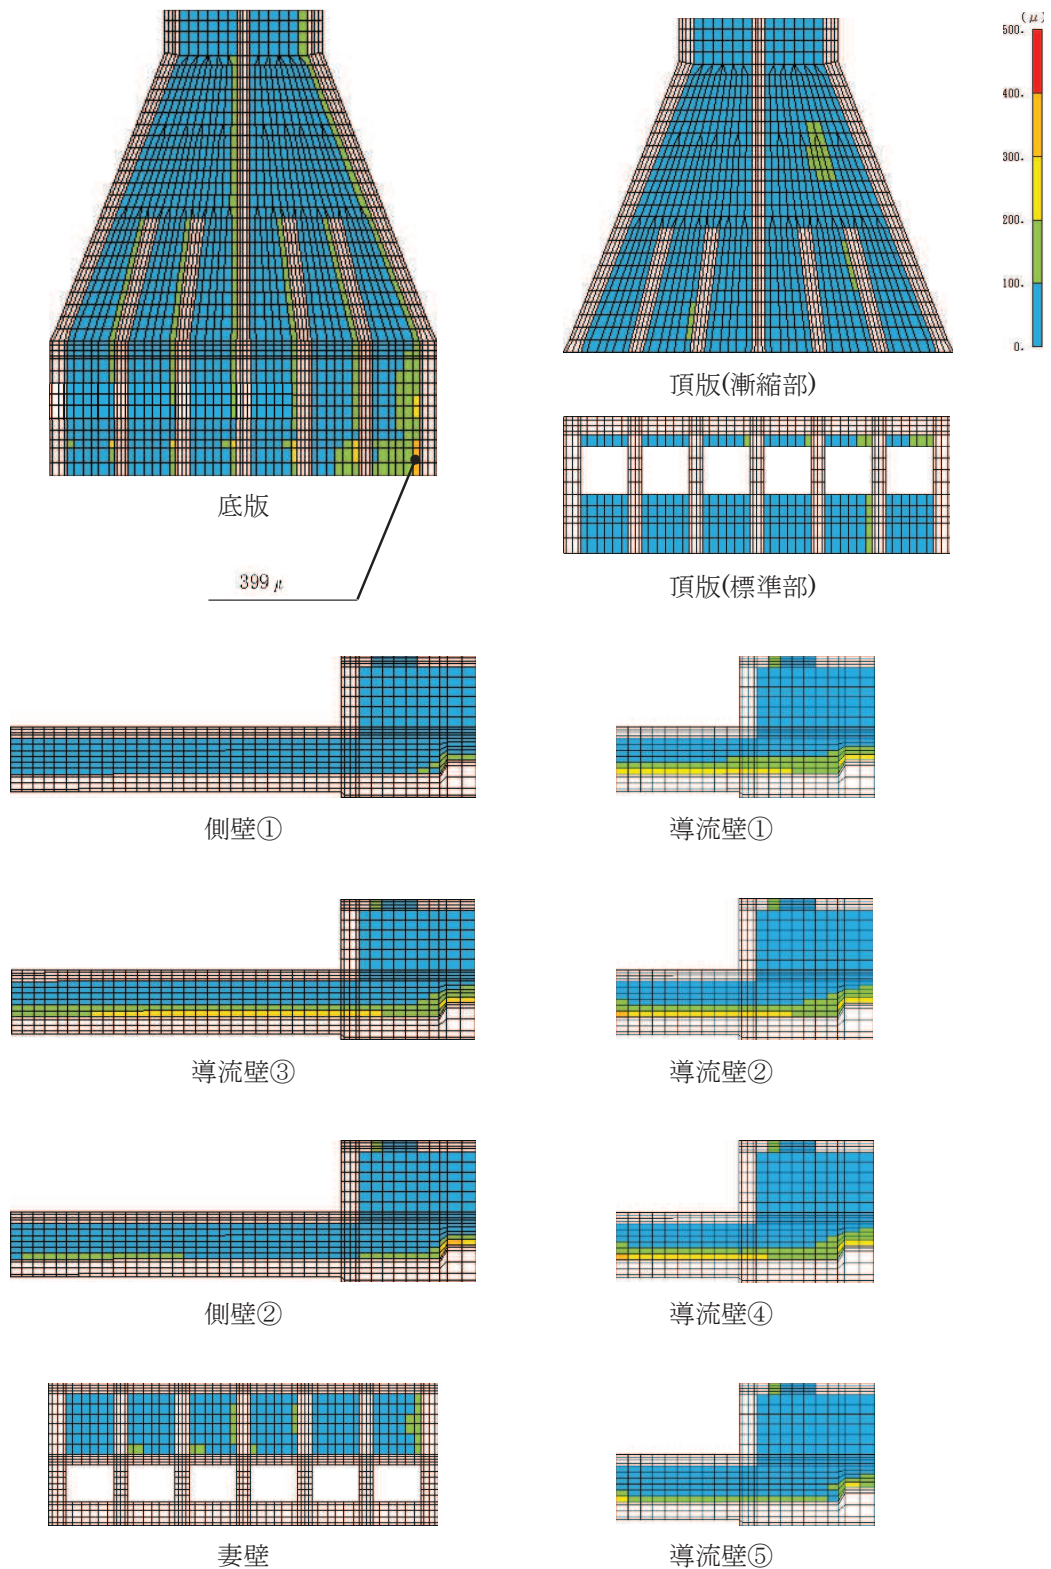 (μ)
500.
400.
300.
200.
100.
0.
頂版(漸縮部)
底版
399μ
頂版(標準部)
側壁①
導流壁①
導流壁③
導流壁②
側壁②
導流壁④
妻壁
導流壁⑤